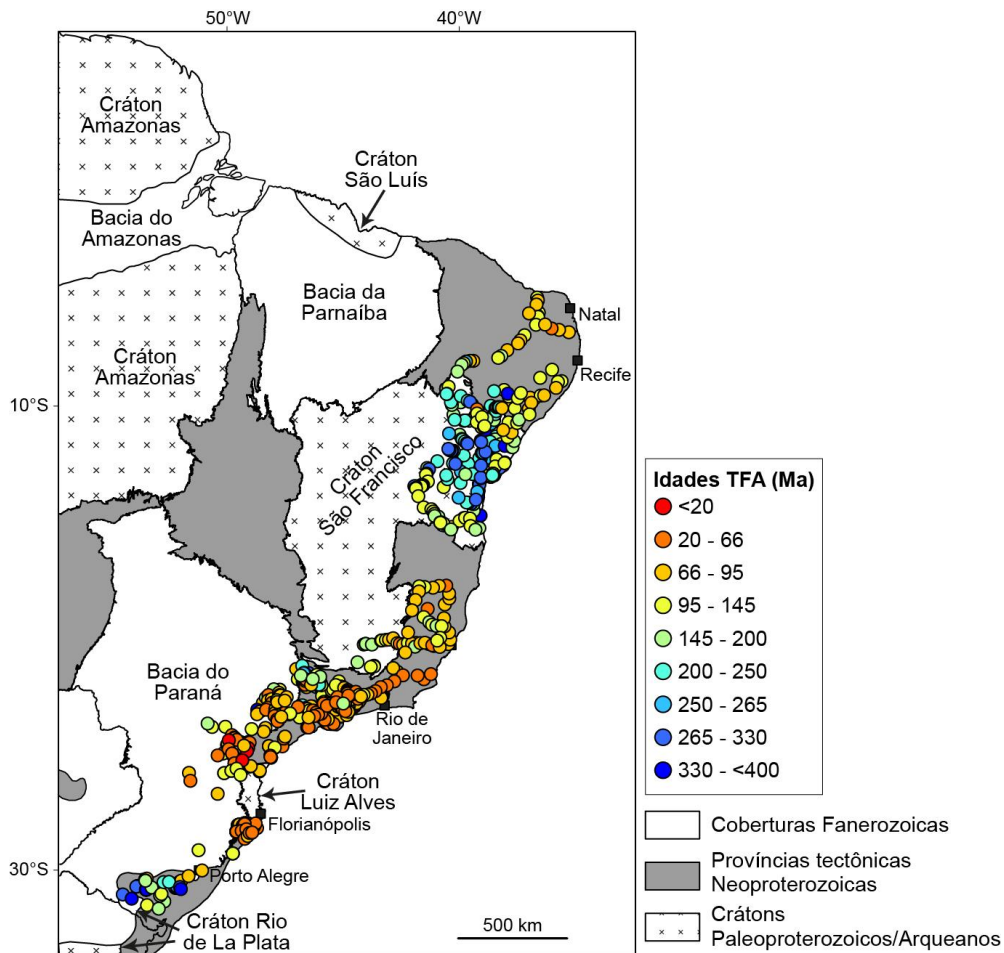 50°W
40°W
Cráton
Amazonas
Cráton
São Luís
Bacia do
Amazonas
Bacia da
Parnaíba
Natal
Cráton
Amazonas
Recife
10°S
Cráton
São Francisco
Bacia do
Paraná
Rio de
Janeiro
Cráton
Luiz Alves
Florianópolis
30°S
Porto Alegre
Cráton Rio
de La Plata
500 km
Idades TFA (Ma)
<20
20 - 66
66 - 95
95 - 145
145 - 200
200 - 250
250 - 265
265 - 330
330 - <400
Coberturas Fanerozoicas
Províncias tectônicas
Neoproterozoicas
Crátons
Paleoproterozoicos/Arqueanos